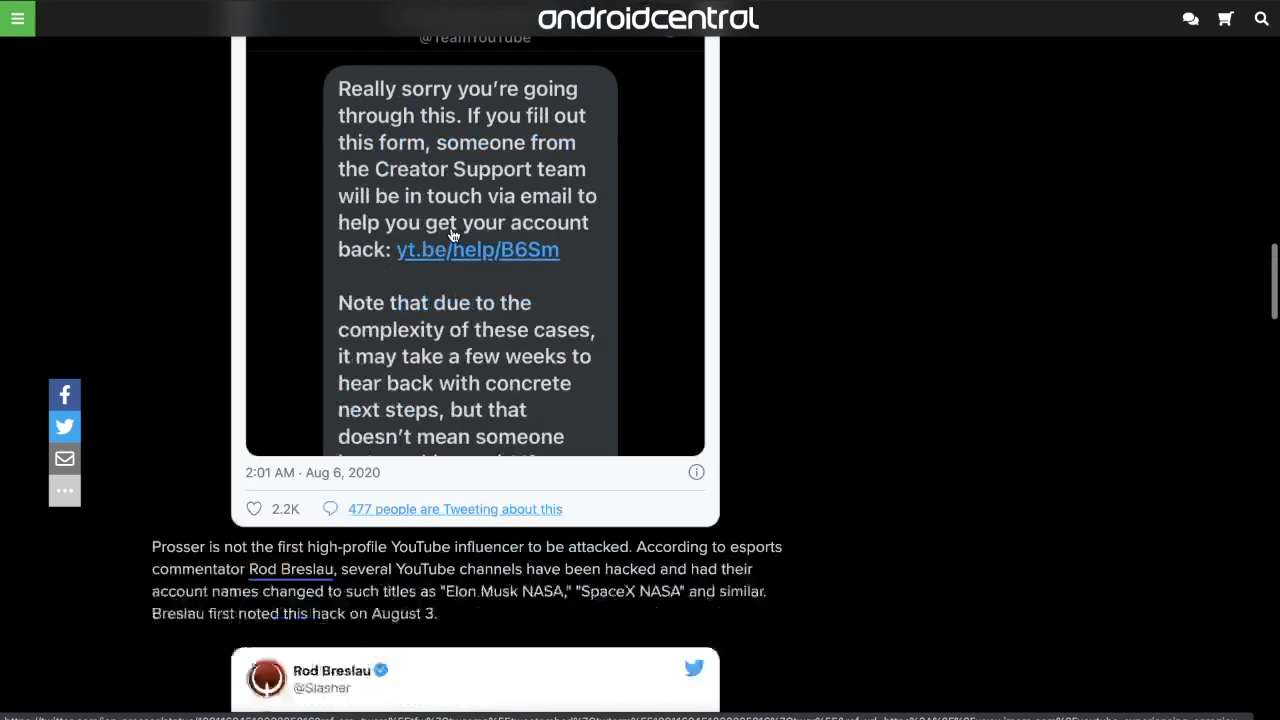 androidcentral
@TeamYouTube
Really sorry you're going
through this. If you fill out
this form, someone from
the Creator Support team
will be in touch via email to
help you get your account
back: yt.be/help/B6Sm
Note that due to the
complexity of these cases,
it may take a few weeks to
hear back with concrete
next steps, but that
doesn't mean someone
2:01 AM · Aug 6, 2020
2.2K
477 people are Tweeting about this
Prosser is not the first high-profile YouTube influencer to be attacked. According to esports
commentator Rod Breslau, several YouTube channels have been hacked and had their
account names changed to such titles as "Elon Musk NASA," "SpaceX NASA" and similar.
Breslau first noted this hack on August 3.
Rod Breslau
@Slasher